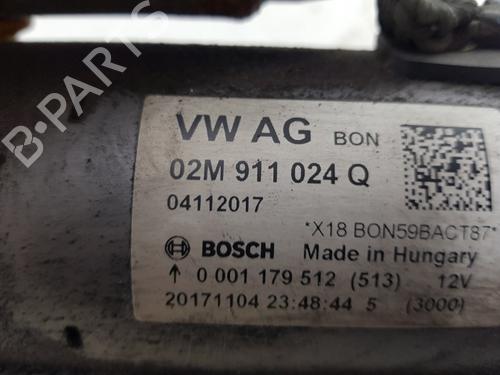 VW AG BON
02M 911 024 Q
04112017
*X18 BON59BACT87*
BOSCH Made in Hungary
↑ 0 001 179 512 (513) 12V
20171104 23:48:44 5 (3000)